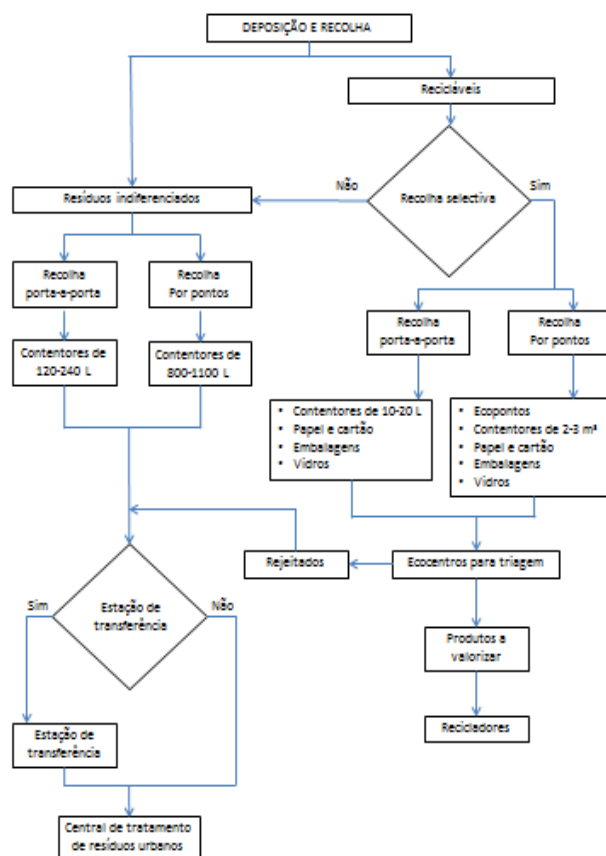 DEPOSIÇÃO E RECOLHA
Recicláveis
Não
Sim
Recolha selectiva
Resíduos indiferenciados
Recolha
porta-a-porta
Recolha
Por pontos
Recolha
porta-a-porta
Recolha
Por pontos
Contentores de
120-240 L
Contentores de
800-1100 L
▪ Contentores de 10-20 L
▪ Papel e cartão
▪ Embalagens
▪ Vidros
▪ Ecopontos
▪ Contentores de 2-3 m³
▪ Papel e cartão
▪ Embalagens
▪ Vidros
Rejeitados
Ecocentros para triagem
Sim
Não
Estação de
transferência
Produtos a
valorizar
Estação de
transferência
Recicladores
Central de tratamento
de resíduos urbanos